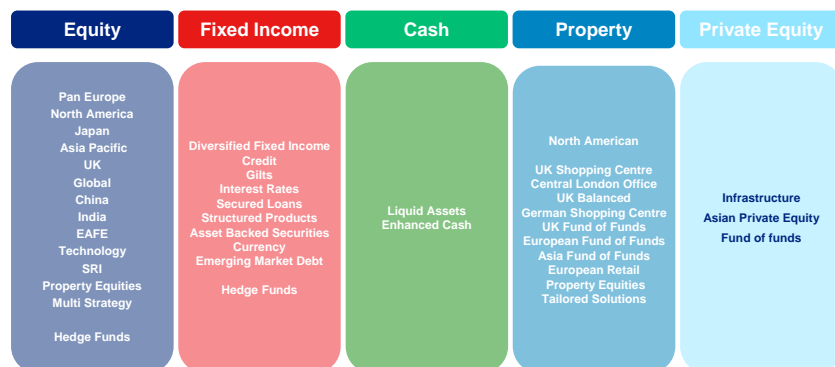 Equity
Fixed Income
Cash
Property
Private Equity
Pan Europe
North America
Japan
Asia Pacific
UK
Global
China
India
EAFE
Technology
SRI
Property Equities
Multi Strategy
Hedge Funds
Diversified Fixed Income
Credit
Gilts
Interest Rates
Secured Loans
Structured Products
Asset Backed Securities
Currency
Emerging Market Debt
Hedge Funds
Liquid Assets
Enhanced Cash
North American
UK Shopping Centre
Central London Office
UK Balanced
German Shopping Centre
UK Fund of Funds
European Fund of Funds
Asia Fund of Funds
European Retail
Property Equities
Tailored Solutions
Infrastructure
Asian Private Equity
Fund of funds